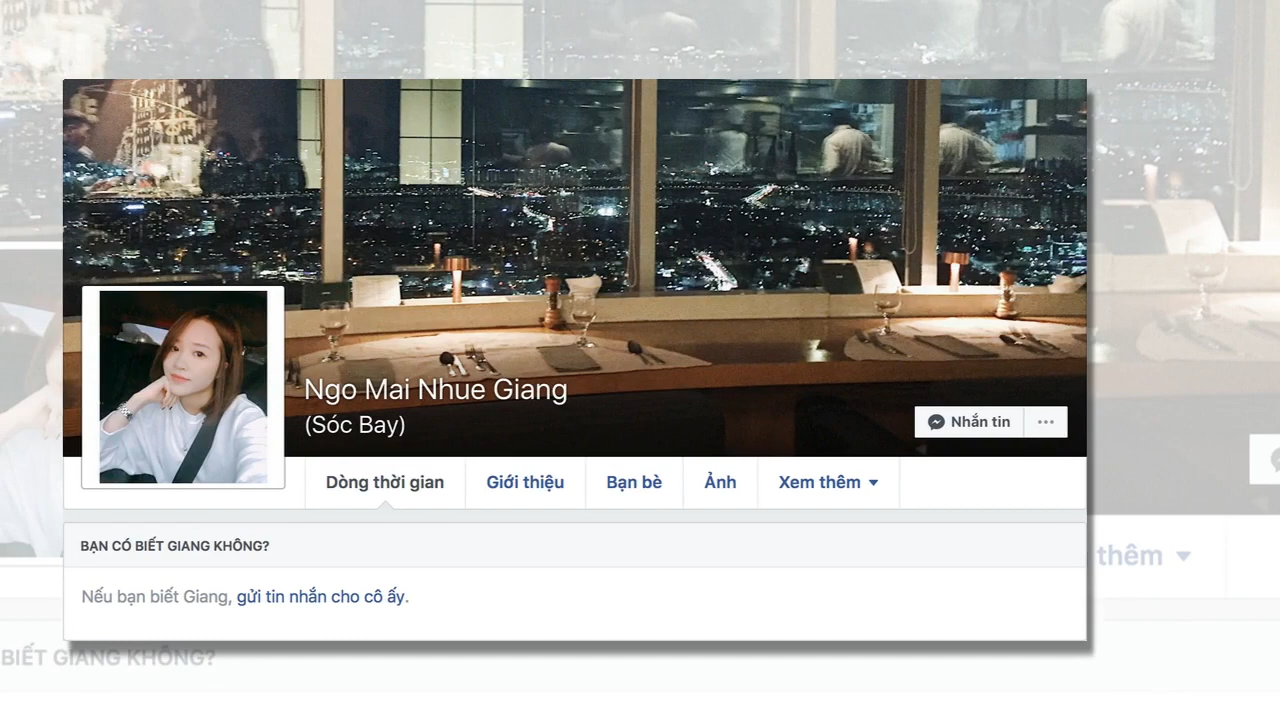 Ngo Mai Nhue Giang
(Sóc Bay)
Nhắn tin
Dòng thời gian
Giới thiệu
Bạn bè
Ảnh
Xem thêm
BẠN CÓ BIẾT GIANG KHÔNG?
Nếu bạn biết Giang, gửi tin nhắn cho cô ấy.
thêm
BIẾT GIANG KHÔNG?